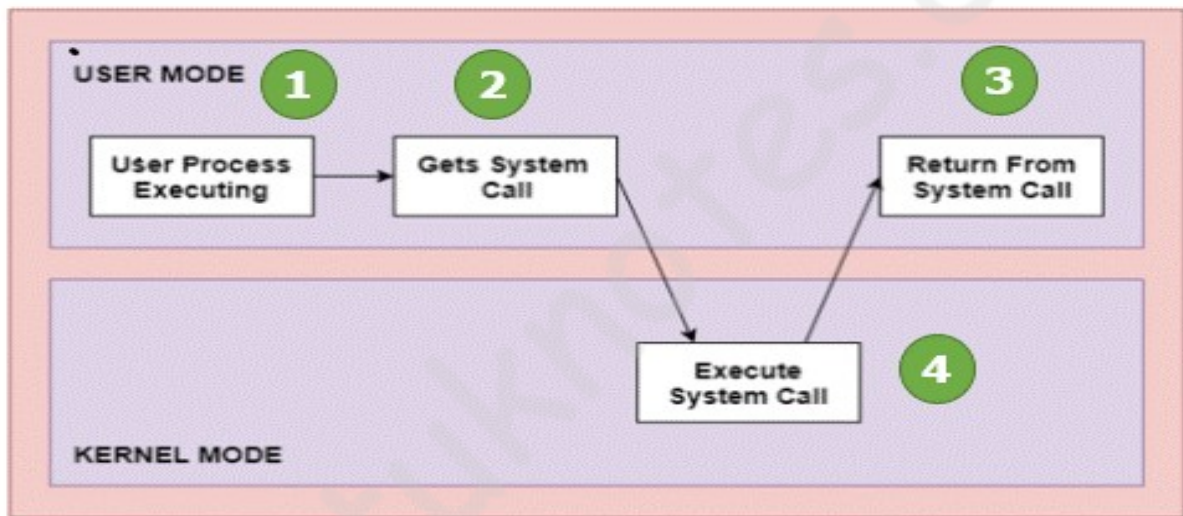 USER MODE
1
2
3
User Process
Executing
Gets System
Call
Return From
System Call
Execute
System Call
4
KERNEL MODE